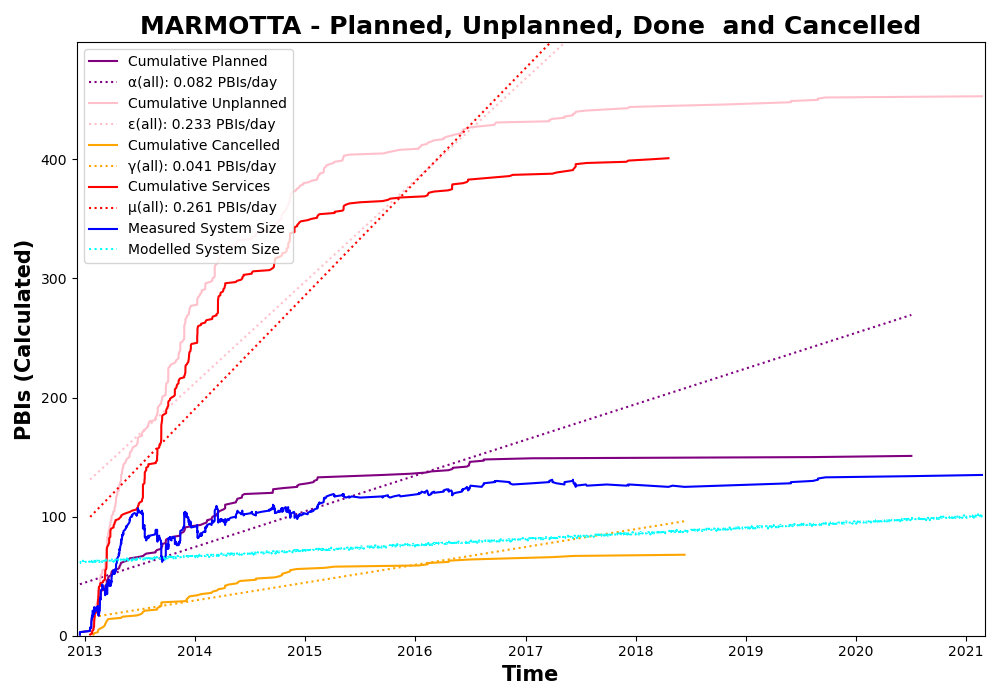 MARMOTTA - Planned, Unplanned, Done  and Cancelled
Cumulative Planned
α(all): 0.082 PBIs/day
Cumulative Unplanned
ε(all): 0.233 PBIs/day
Cumulative Cancelled
γ(all): 0.041 PBIs/day
Cumulative Services
μ(all): 0.261 PBIs/day
Measured System Size
Modelled System Size
PBIs (Calculated)
400
300
200
100
0
2013
2014
2015
2016
2017
2018
2019
2020
2021
Time